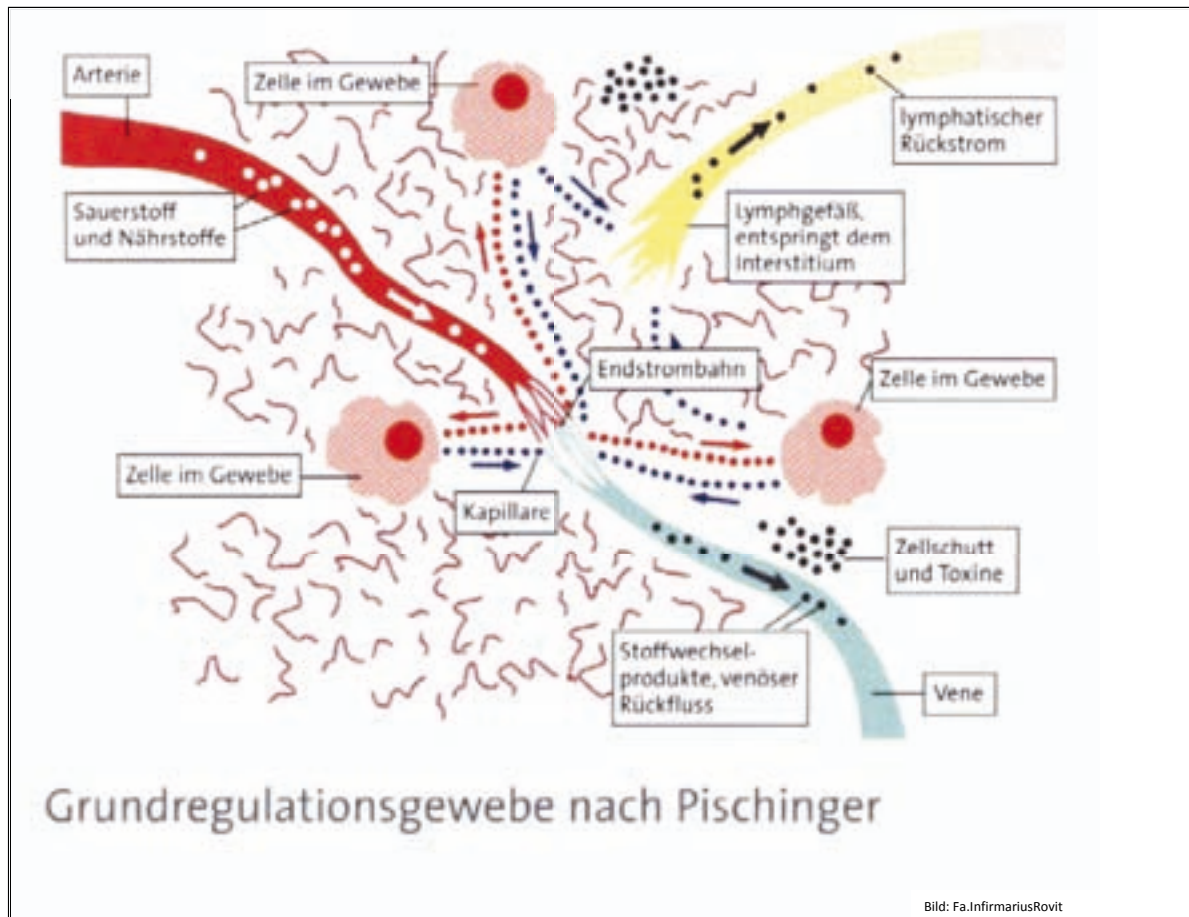 Arterie
Zelle im Gewebe
lymphatischer
Rückstrom
Sauerstoff
und Nährstoffe
Lymphgefäß,
entspringt dem
Interstitium
Endstrombahn
Zelle im Gewebe
Zelle im Gewebe
Kapillare
Zellschutt
und Toxine
Stoffwechsel-
produkte, venöser
Rückfluss
Vene
Grundregulationsgewebe nach Pischinger
Bild: Fa.InfirmariusRovit